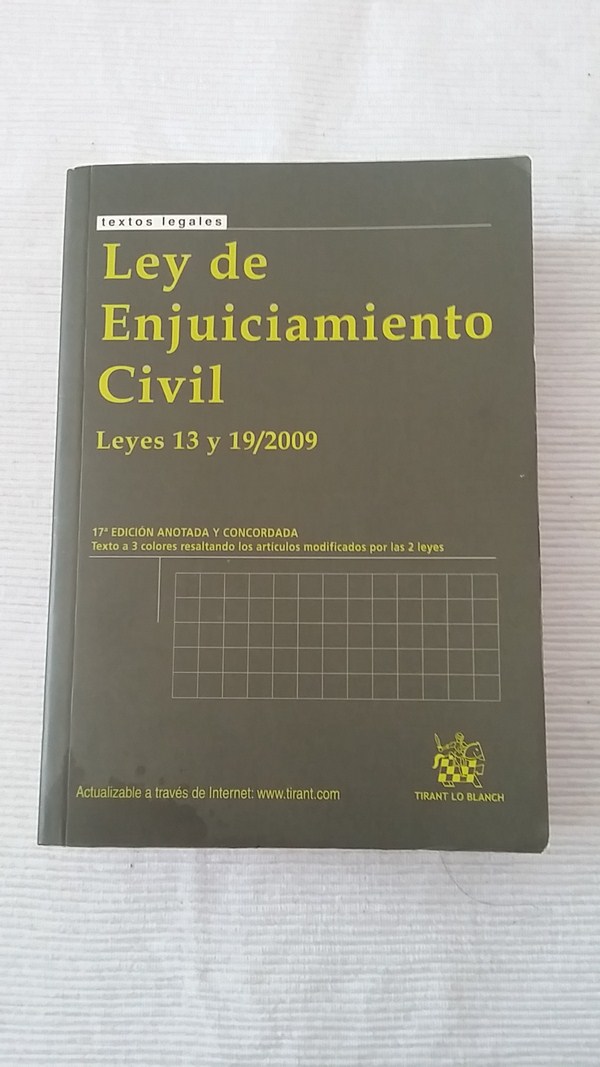 textos legales
Ley de
Enjuiciamiento
Civil
Leyes 13 y 19/2009
17ª EDICIÓN ANOTADA Y CONCORDADA
Texto a 3 colores resaltando los artículos modificados por las 2 leyes
Actualizable a través de Internet: www.tirant.com
TIRANT LO BLANCH